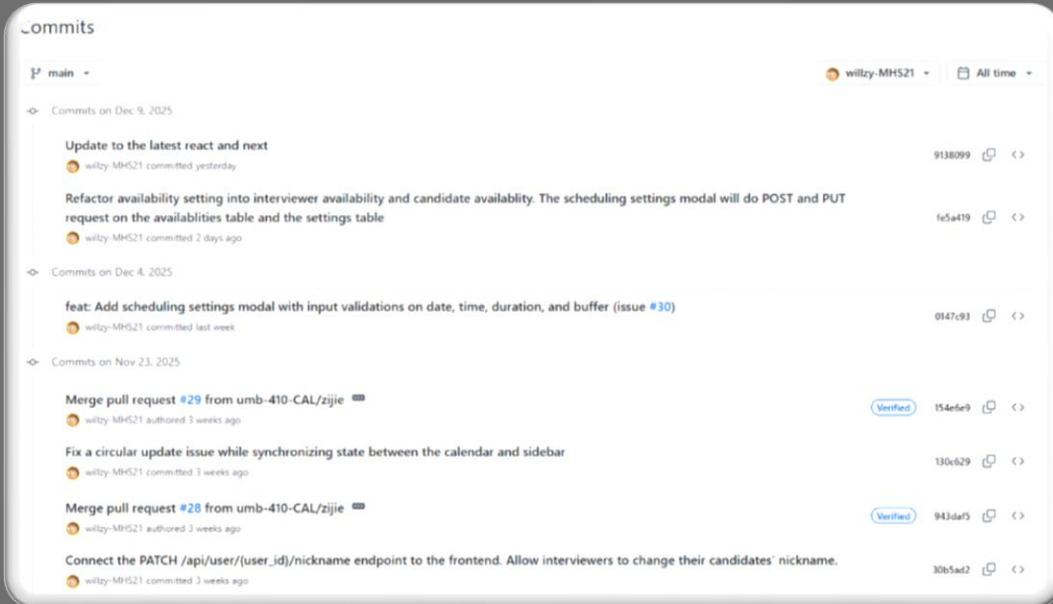 Commits
main
willzy-MHS21
All time
Commits on Dec 9, 2025
Update to the latest react and next
willzy-MHS21 committed yesterday
9138099
Refactor availability setting into interviewer availability and candidate availablity. The scheduling settings modal will do POST and PUT
request on the availablities table and the settings table
willzy-MHS21 committed 2 days ago
fe5a419
Commits on Dec 4, 2025
feat: Add scheduling settings modal with input validations on date, time, duration, and buffer (issue #30)
willzy-MHS21 committed last week
0147c93
Commits on Nov 23, 2025
Merge pull request #29 from umb-410-CAL/zijie
willzy-MHS21 authored 3 weeks ago
Verified
154e6e9
Fix a circular update issue while synchronizing state between the calendar and sidebar
willzy-MHS21 committed 3 weeks ago
130c629
Merge pull request #28 from umb-410-CAL/zijie
willzy-MHS21 authored 3 weeks ago
Verified
943daf5
Connect the PATCH /api/user/{user_id}/nickname endpoint to the frontend. Allow interviewers to change their candidates' nickname.
willzy-MHS21 committed 3 weeks ago
30b5ad2